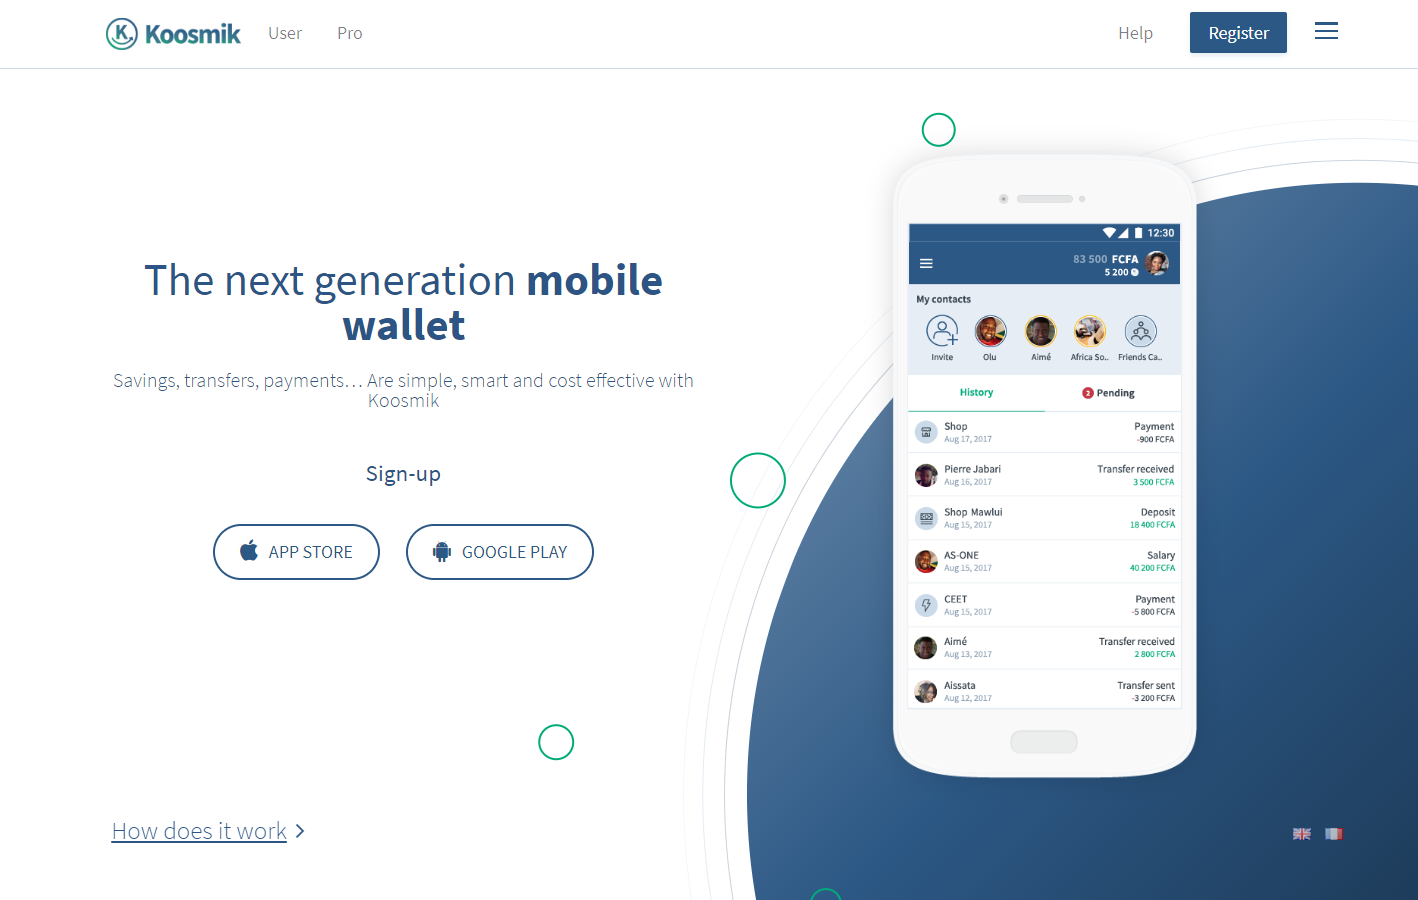 Koosmik
User
Pro
Help
Register
The next generation mobile
wallet
Savings, transfers, payments… Are simple, smart and cost effective with
Koosmik
Sign-up
APP STORE
GOOGLE PLAY
How does it work
12:30
83 500 FCFA
5 200
My contacts
Invite
Olu
Aimé
Africa So..
Friends Ca..
History
2 Pending
Shop Payment
Aug 17, 2017 -900 FCFA
Pierre Jabari Transfer received
Aug 16, 2017 3 500 FCFA
Shop Mawlui Deposit
Aug 15, 2017 18 400 FCFA
AS-ONE Salary
Aug 15, 2017 40 200 FCFA
CEET Payment
Aug 15, 2017 -5 800 FCFA
Aimé Transfer received
Aug 13, 2017 2 800 FCFA
Aissata Transfer sent
Aug 12, 2017 -3 200 FCFA